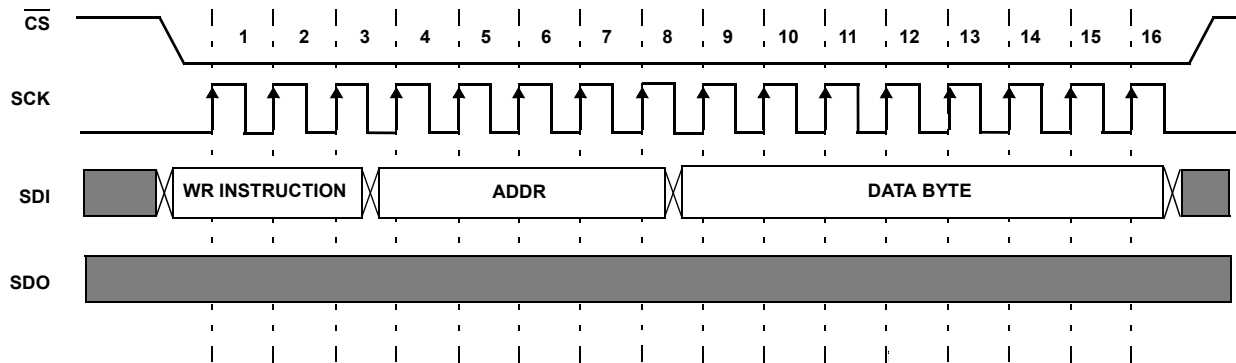 CS
1 2 3 4 5 6 7 8 9 10 11 12 13 14 15 16
SCK
SDI
WR INSTRUCTION ADDR DATA BYTE
SDO